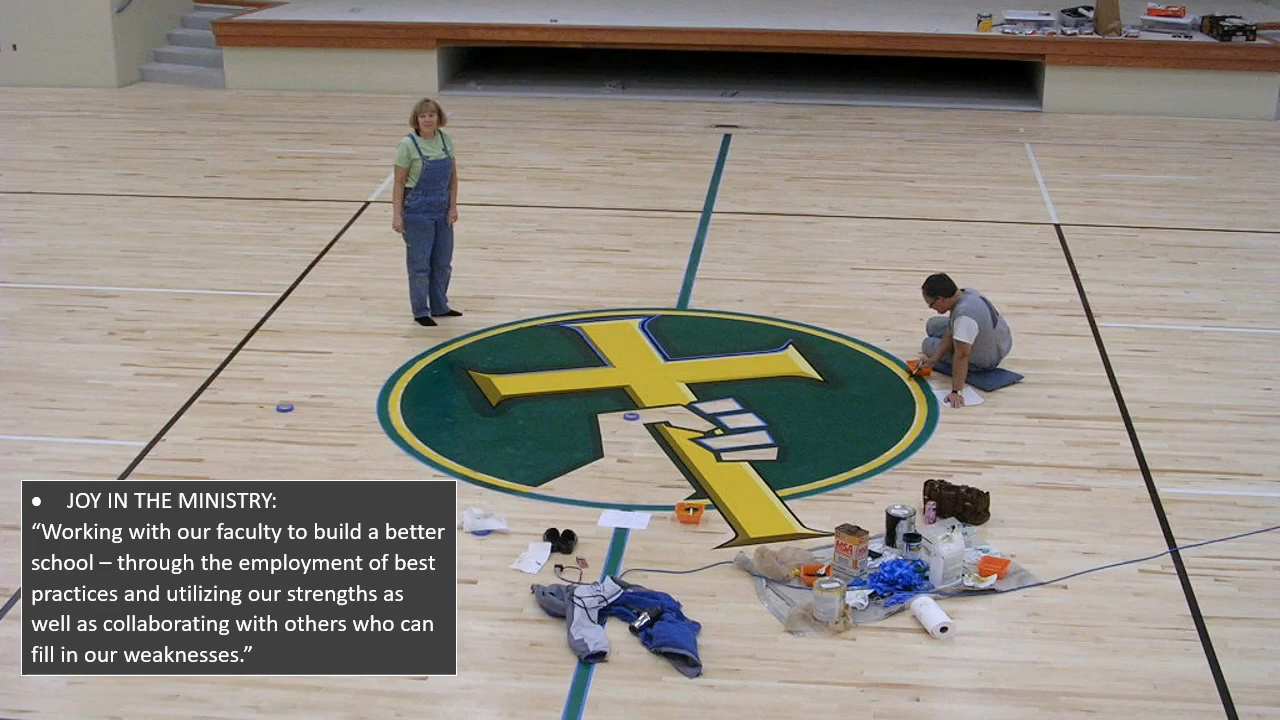 • JOY IN THE MINISTRY:
“Working with our faculty to build a better
school – through the employment of best
practices and utilizing our strengths as
well as collaborating with others who can
fill in our weaknesses.”
MSA